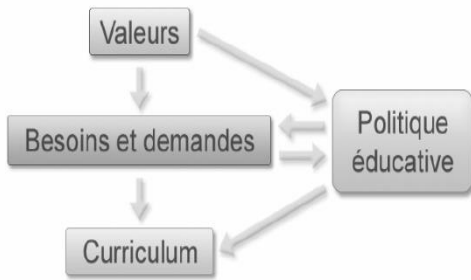 Valeurs
Besoins et demandes
Politique
éducative
Curriculum